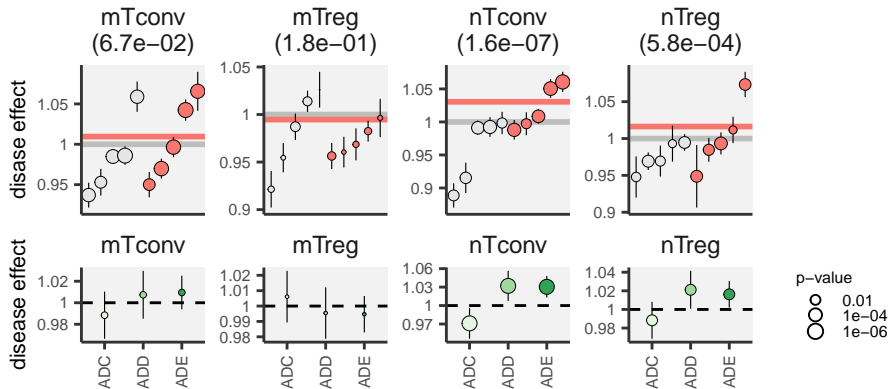 mTconv
(6.7e−02)
mTreg
(1.8e−01)
nTconv
(1.6e−07)
nTreg
(5.8e−04)
disase effect
1.05
1
0.95
1.05
1
0.95
0.9
1.05
1
0.95
0.9
1.05
1
0.95
0.9
mTconv
mTreg
nTconv
nTreg
disease effect
1.02
1
0.98
1.02
1.01
1
0.99
0.98
1.06
1.03
1
0.97
1.04
1.02
1
0.98
ADC
ADD
ADE
ADC
ADD
ADE
ADC
ADD
ADE
ADC
ADD
ADE
p−value
0.01
1e−04
1e−06